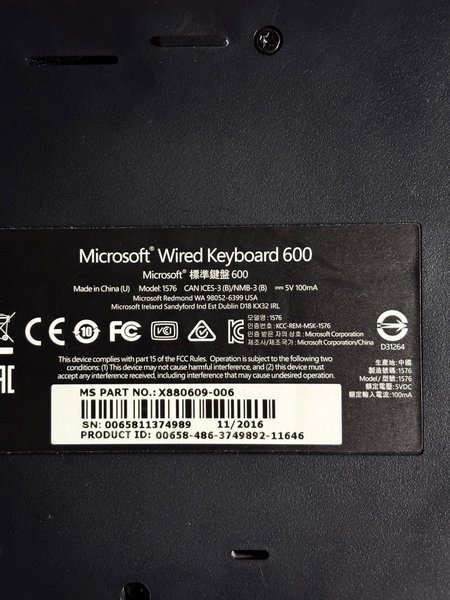 Microsoft® Wired Keyboard 600
Microsoft® 標準鍵盤 600
Made in China (U) Model: 1576 CAN ICES-3 (B)/NMB-3 (B) 5V 100mA
Microsoft Redmond WA 98052-6399 USA
Microsoft Ireland Sandyford Ind Est Dublin D18 KX32 IRL
CE 10 FC VCI
모델명: 1576
인증번호: KCC-REM-MSK-1576
인증 받은 자의 상호: Microsoft Corporation
제조사/제조국가: Microsoft Corporation/중국
D31264
This device complies with part 15 of the FCC Rules. Operation is subject to the following two
conditions: (1) This device may not cause harmful interference, and (2) this device must
accept any interference received, including interference that may cause undesired operation.
生產地: 中國
製造號碼: 1576
Model / 型號: 1576
額定電壓: 5VDC
額定輸入電流: 100mA
EAC
MS PART NO.: X880609-006
SN: 0065811374989 11/2016
PRODUCT ID: 00658-486-3749892-11646